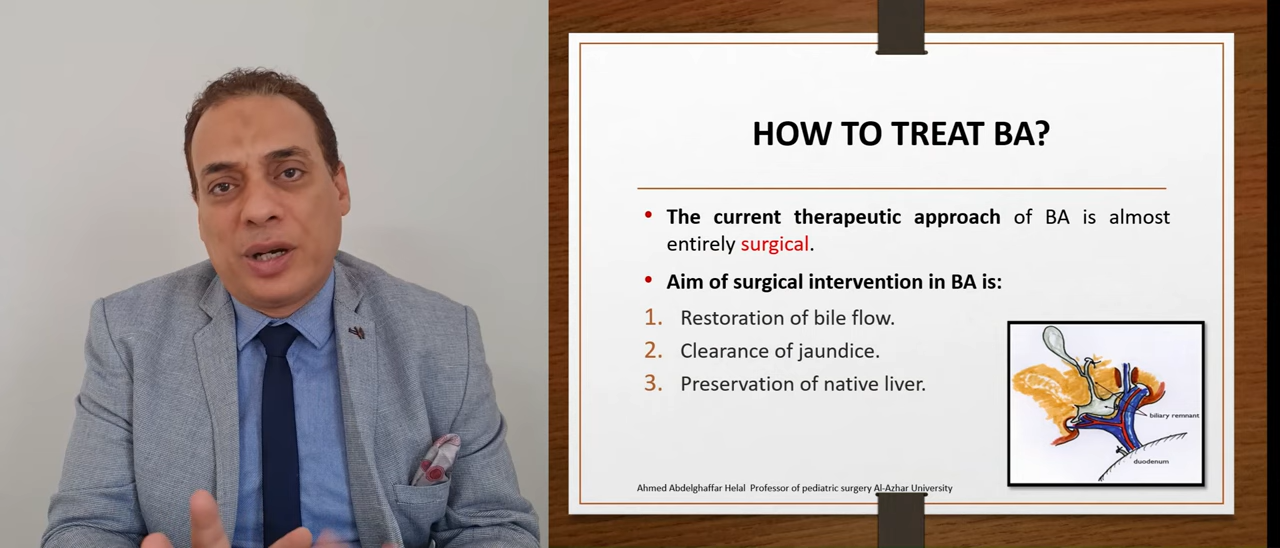 HOW TO TREAT BA?
• The current therapeutic approach of BA is almost
entirely surgical.
• Aim of surgical intervention in BA is:
1. Restoration of bile flow.
2. Clearance of jaundice.
3. Preservation of native liver.
biliary remnant
duodenum
Ahmed Abdelghaffar Helal Professor of pediatric surgery Al-Azhar University